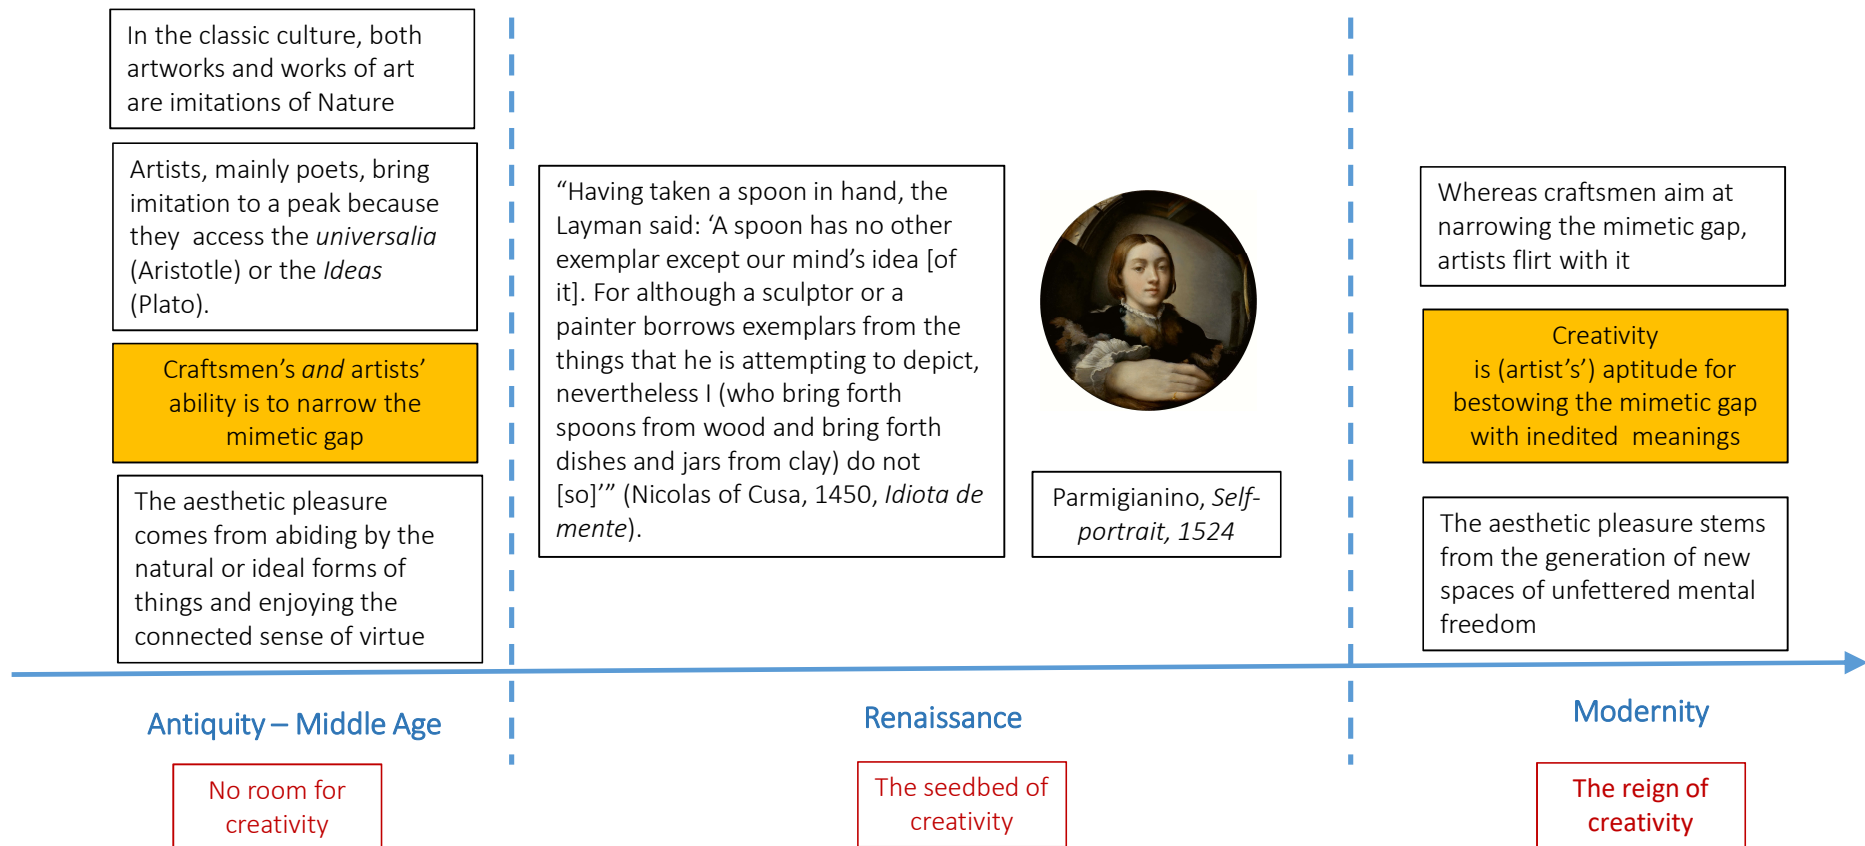 In the classic culture, both
artworks and works of art
are imitations of Nature
Artists, mainly poets, bring
imitation to a peak because
they access the universalia
(Aristotle) or the Ideas
(Plato).
Craftsmen’s and artists’
ability is to narrow the
mimetic gap
The aesthetic pleasure
comes from abiding by the
natural or ideal forms of
things and enjoying the
connected sense of virtue
“Having taken a spoon in hand, the
Layman said: ‘A spoon has no other
exemplar except our mind’s idea [of
it]. For although a sculptor or a
painter borrows exemplars from the
things that he is attempting to depict,
nevertheless I (who bring forth
spoons from wood and bring forth
dishes and jars from clay) do not
[so]’” (Nicolas of Cusa, 1450, Idiota de
mente).
Parmigianino, Self-
portrait, 1524
Whereas craftsmen aim at
narrowing the mimetic gap,
artists flirt with it
Creativity
is (artist’s’) aptitude for
bestowing the mimetic gap
with inedited meanings
The aesthetic pleasure stems
from the generation of new
spaces of unfettered mental
freedom
Antiquity – Middle Age
Renaissance
Modernity
No room for
creativity
The seedbed of
creativity
The reign of
creativity